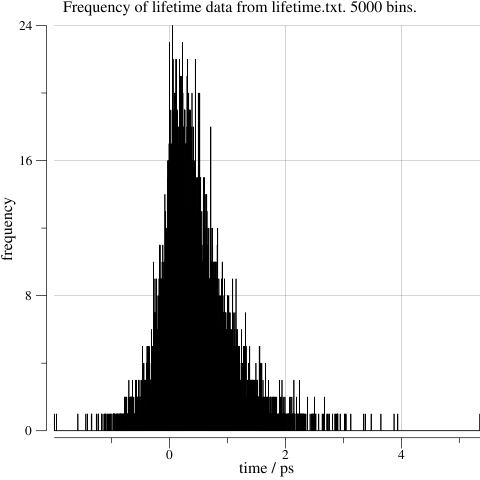 Frequency of lifetime data from lifetime.txt. 5000 bins.
24
16
8
0
frequency
0 2 4
time / ps